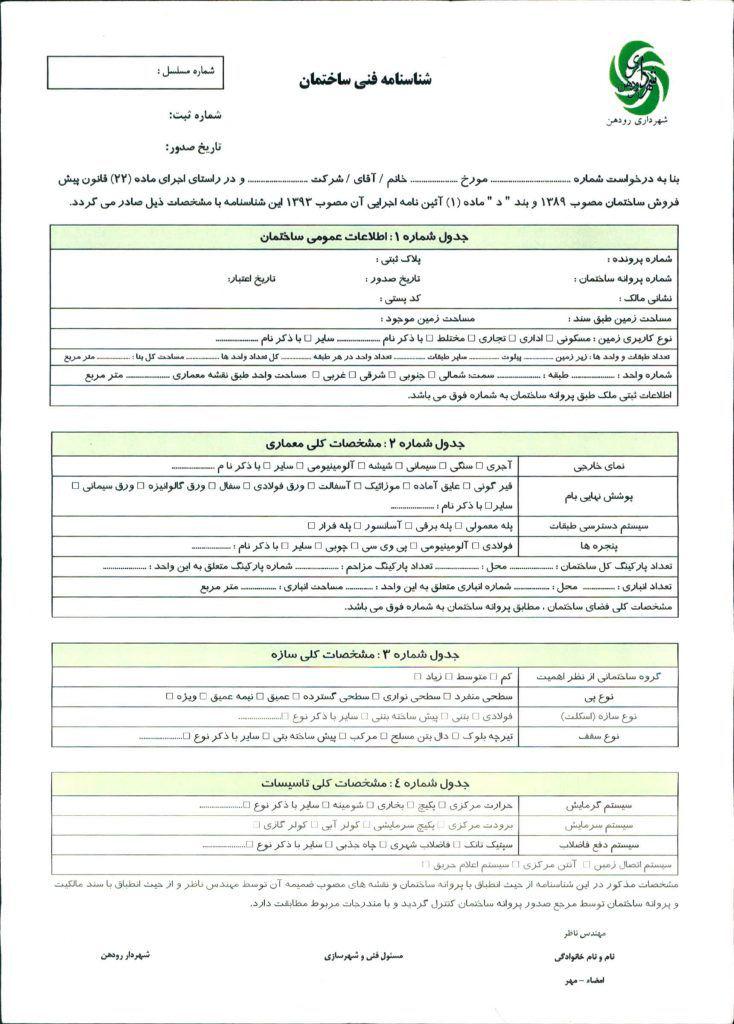 شناسنامه فنی ساختمان
شماره مسلسل :
شهرداری رودهن
شماره ثبت:
تاریخ صدور:
بنا به درخواست شماره .................... مورخ .................... خانم / آقای / شرکت .................... و در راستای اجرای ماده (۲۲) قانون پیش
فروش ساختمان مصوب ۱۳۸۹ و بند " د " ماده (۱) آئین نامه اجرایی آن مصوب ۱۳۹۳ این شناسنامه با مشخصات ذیل صادر می گردد.
جدول شماره ۱ : اطلاعات عمومی ساختمان
شماره پرونده : پلاک ثبتی :
شماره پروانه ساختمان : تاریخ صدور : تاریخ اعتبار:
نشانی مالک : کد پستی :
مساحت زمین طبق سند : مساحت زمین موجود :
نوع کاربری زمین : مسکونی □ اداری □ تجاری □ مختلط □ با ذکر نام .................... سایر □ با ذکر نام ....................
تعداد طبقات و واحد ها : زیر زمین .............. پیلوت .............. سایر طبقات .............. تعداد واحد در هر طبقه .............. کل تعداد واحد ها .............. مساحت کل بنا : .............. متر مربع
شماره واحد : .............. طبقه : .............. سمت: شمالی □ جنوبی □ شرقی □ غربی □ مساحت واحد طبق نقشه معماری .............. متر مربع
اطلاعات ثبتی ملک طبق پروانه ساختمان به شماره فوق می باشد.
جدول شماره ۲ : مشخصات کلی معماری
نمای خارجی آجری □ سنگی □ سیمانی □ شیشه □ آلومینیومی □ سایر □ با ذکر نا م ..............
پوشش نهایی بام قیر گونی □ عایق آماده □ موزائیک □ آسفالت □ ورق فولادی □ سفال □ ورق گالوانیزه □ ورق سیمانی □
سایر□ با ذکر نام : ..............
سیستم دسترسی طبقات پله معمولی □ پله برقی □ آسانسور □ پله فرار □
پنجره ها فولادی □ آلومینیومی □ پی وی سی □ چوبی □ سایر □ با ذکر نام : ..............
تعداد پارکینگ کل ساختمان : .............. محل : .............. تعداد پارکینگ مزاحم : .............. شماره پارکینگ متعلق به این واحد : ..............
تعداد انباری : .............. محل : .............. شماره انباری متعلق به این واحد : .............. مساحت انباری : .............. متر مربع
مشخصات کلی فضای ساختمان ، مطابق پروانه ساختمان به شماره فوق می باشد.
جدول شماره ۳ : مشخصات کلی سازه
گروه ساختمانی از نظر اهمیت کم □ متوسط □ زیاد □
نوع پی سطحی منفرد □ سطحی نواری □ سطحی گسترده □ عمیق □ نیمه عمیق □ ویژه □
نوع سازه (اسکلت) فولادی □ بتنی □ پیش ساخته بتنی □ سایر با ذکر نوع □..............
نوع سقف تیرچه بلوک □ دال بتن مسلح □ مرکب □ پیش ساخته بتی □ سایر با ذکر نوع □..............
جدول شماره ٤ : مشخصات کلی تاسیسات
سیستم گرمایش حرارت مرکزی □ پکیچ □ بخاری □ شومینه □ سایر با ذکر نوع □..............
سیستم سرمایش برودت مرکزی □ پکیچ سرمایشی □ کولر آبی □ کولر گازی □
سیستم دفع فاضلاب سپتیک تانک □ فاضلاب شهری □ چاه جذبی □ سایر با ذکر نوع □..............
سیستم اتصال زمین □ آنتن مرکزی □ سیستم اعلام حریق □
مشخصات مذکور در این شناسنامه از حیث انطباق با پروانه ساختمان و نقشه های مصوب ضمیمه آن توسط مهندس ناظر و از حیث انطباق با سند مالکیت
و پروانه ساختمان توسط مرجع صدور پروانه ساختمان کنترل گردید و با مندرجات مربوط مطابقت دارد.
مهندس ناظر
نام و نام خانوادگی مسئول فنی و شهرسازی شهردار رودهن
امضاء – مهر